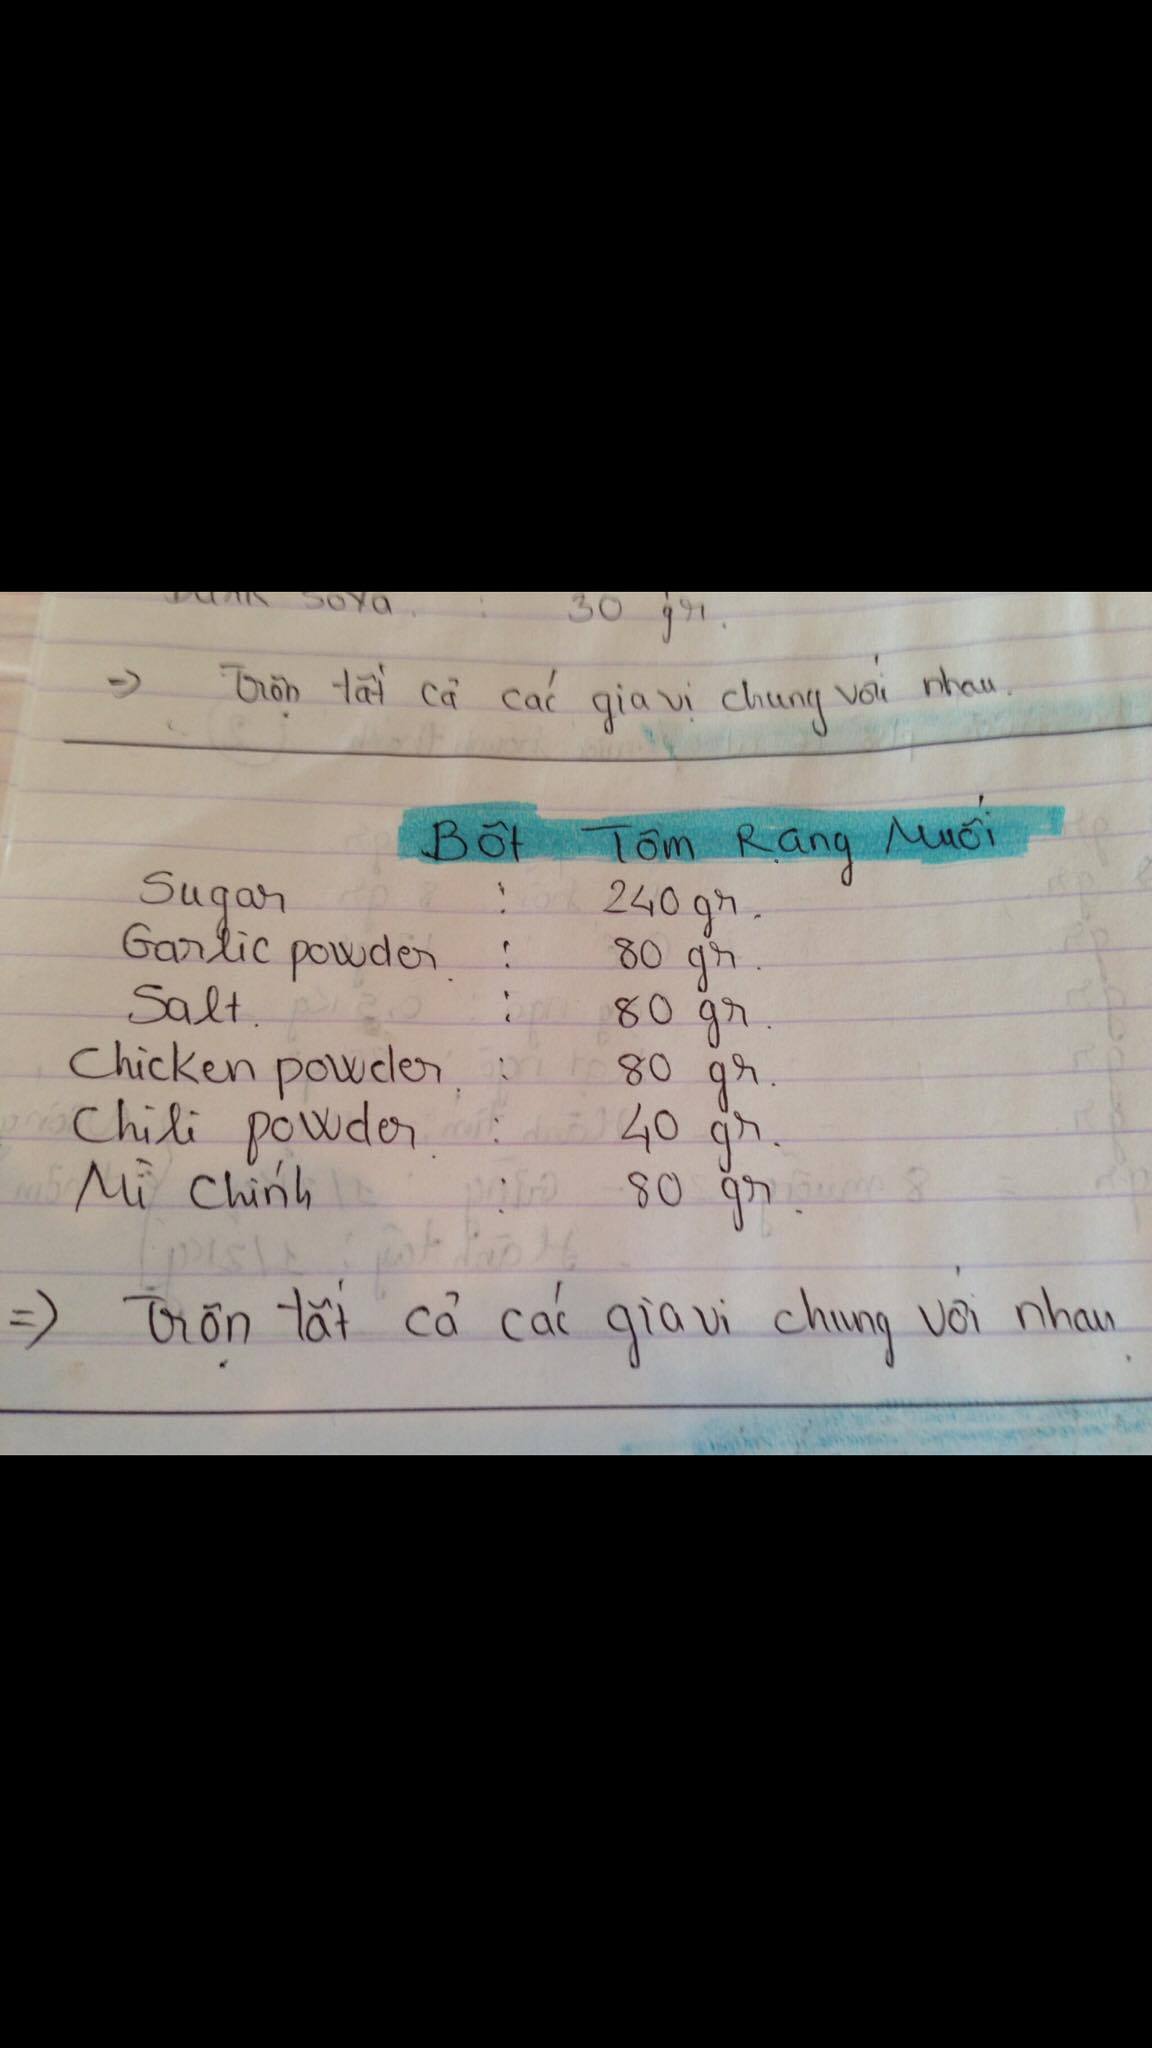 Soya. : 30 gr.
=> Trộn tất cả các gia vị chung với nhau.
Bột Tôm Rang Muối
Sugar : 240 gr.
Garlic powder. : 80 gr.
Salt. : 80 gr.
Chicken powder. : 80 gr.
Chili powder. : 40 gr.
Mì Chính : 80 gr.
=> Trộn tất cả các gia vi chung với nhau.